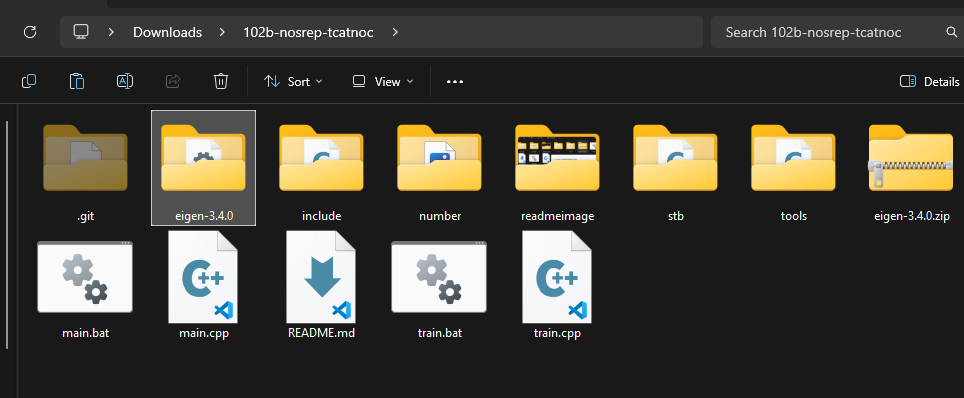 Downloads > 102b-nosrep-tcatnoc >
Search 102b-nosrep-tcatnoc
Sort
View
Details
.git
eigen-3.4.0
include
number
readmeimage
stb
tools
eigen-3.4.0.zip
C++
C++
main.bat
main.cpp
README.md
train.bat
train.cpp